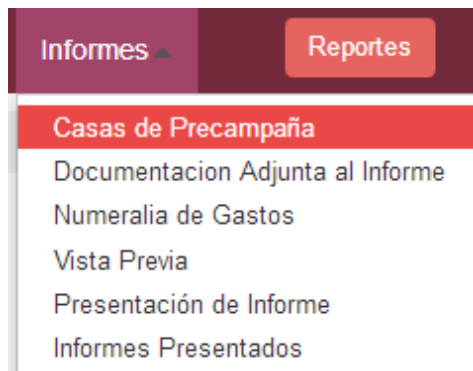 Informes
Reportes
Casas de Precampaña
Documentacion Adjunta al Informe
Numeralia de Gastos
Vista Previa
Presentación de Informe
Informes Presentados